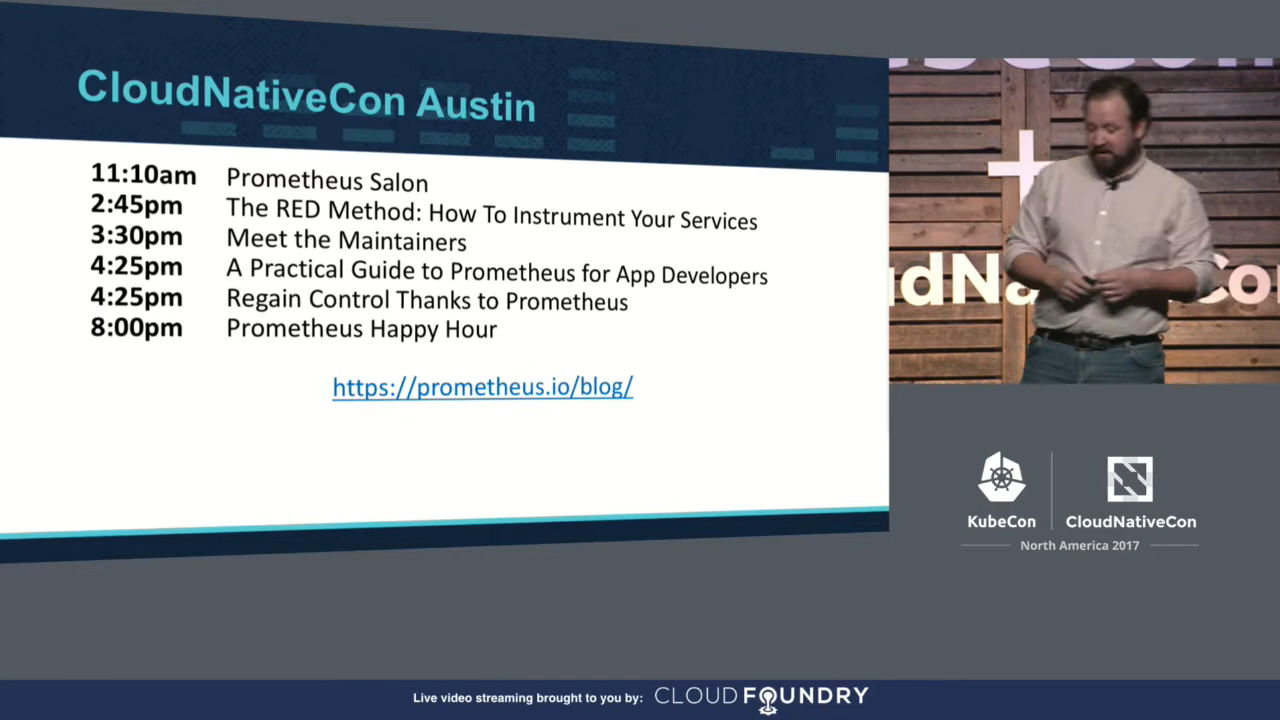 CloudNativeCon Austin
11:10am Prometheus Salon
2:45pm The RED Method: How To Instrument Your Services
3:30pm Meet the Maintainers
4:25pm A Practical Guide to Prometheus for App Developers
4:25pm Regain Control Thanks to Prometheus
8:00pm Prometheus Happy Hour
https://prometheus.io/blog/
+
KubeCon
CloudNativeCon
North America 2017
Live video streaming brought to you by: CLOUD FOUNDRY